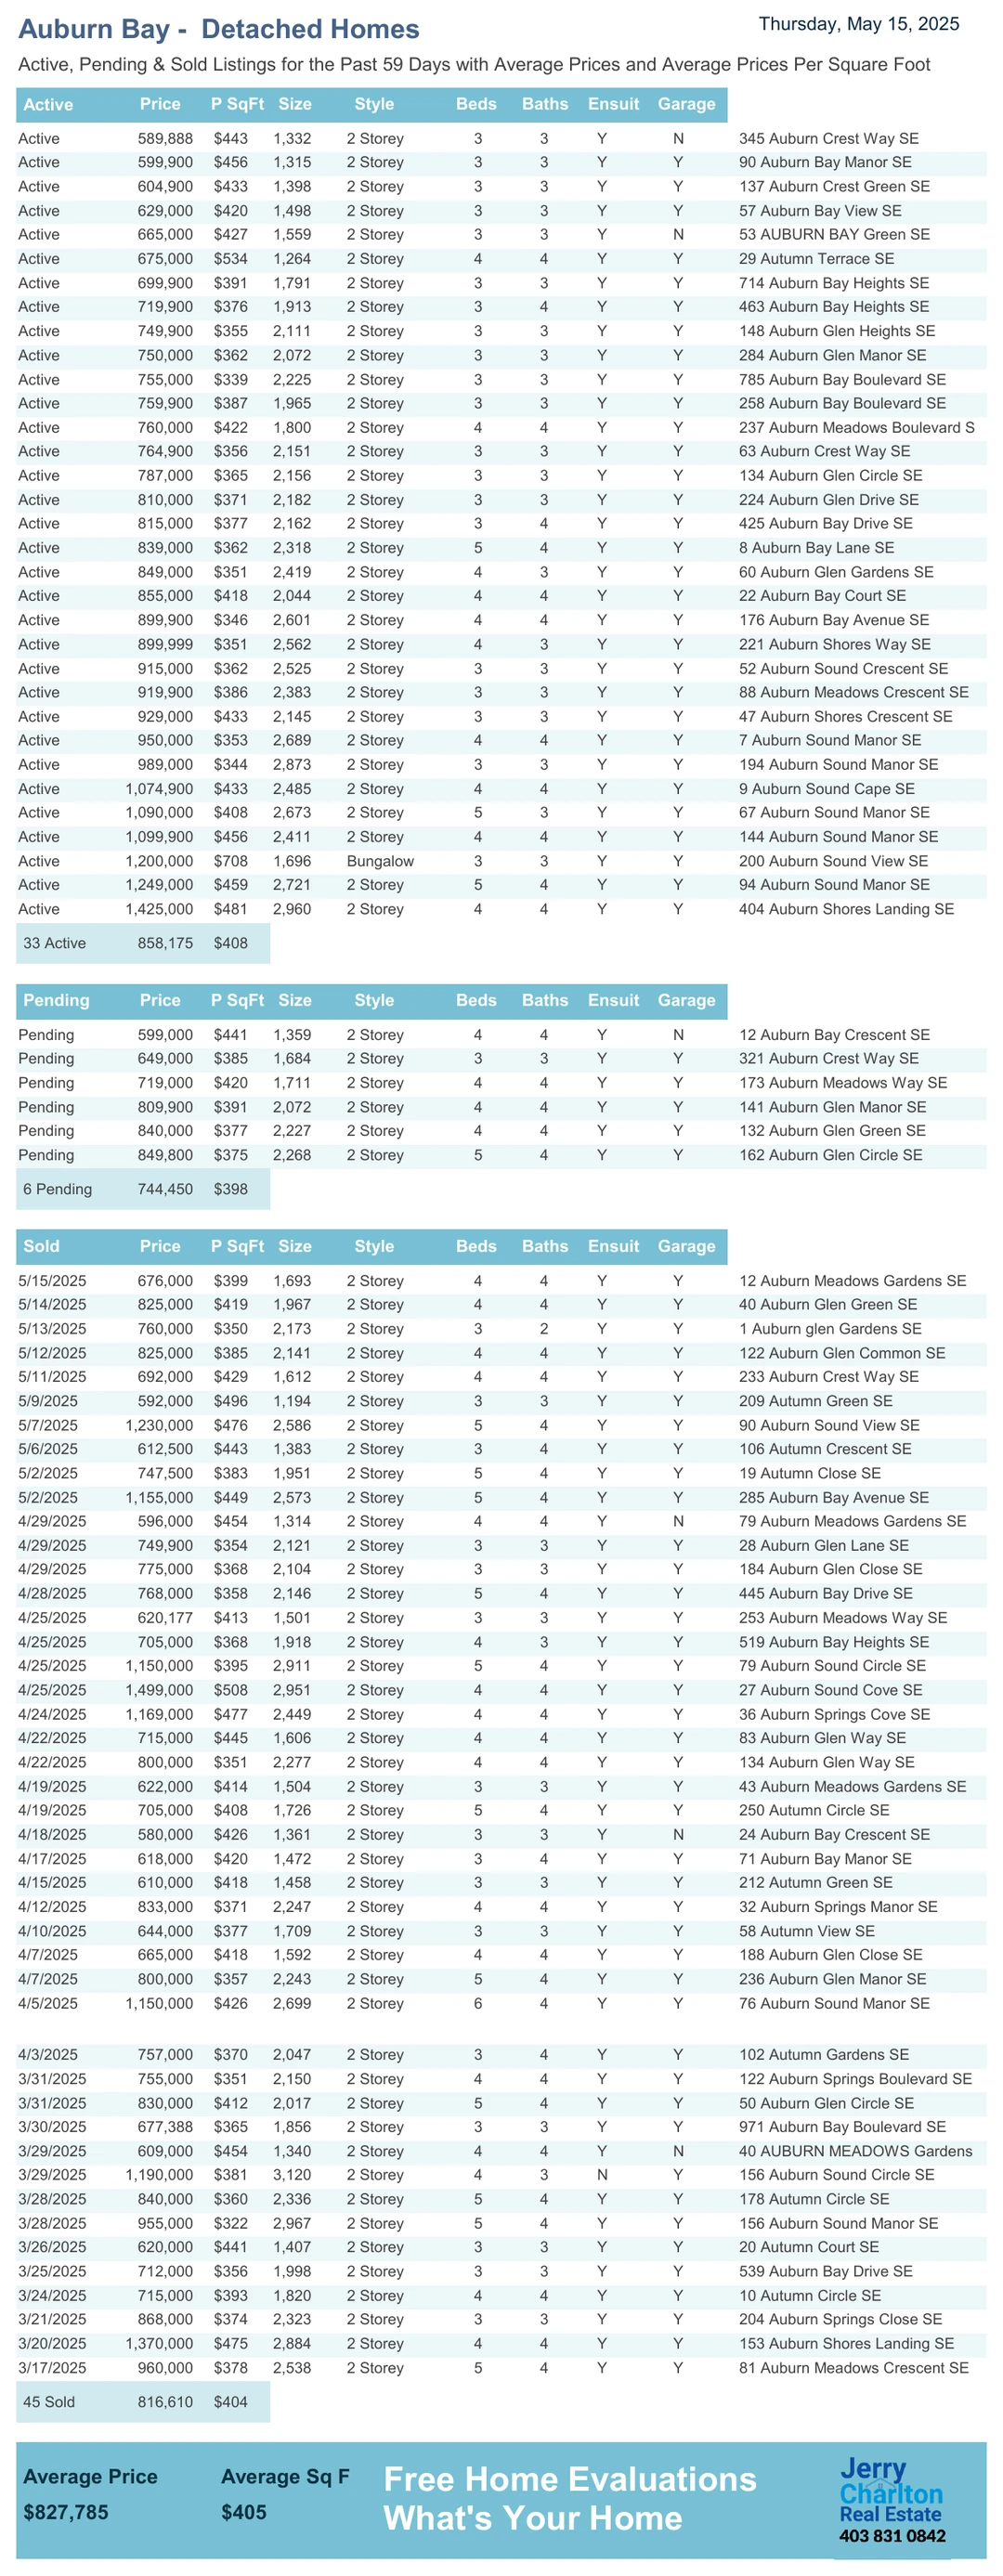 Auburn Bay - Detached Homes Thursday, May 15, 2025
Active, Pending & Sold Listings for the Past 59 Days with Average Prices and Average Prices Per Square Foot
Active Price P SqFt Size Style Beds Baths Ensuit Garage
Active 589,888 $443 1,332 2 Storey 3 3 Y N 345 Auburn Crest Way SE
Active 599,900 $456 1,315 2 Storey 3 3 Y Y 90 Auburn Bay Manor SE
Active 604,900 $433 1,398 2 Storey 3 3 Y Y 137 Auburn Crest Green SE
Active 629,000 $420 1,498 2 Storey 3 3 Y Y 57 Auburn Bay View SE
Active 665,000 $427 1,559 2 Storey 3 3 Y N 53 AUBURN BAY Green SE
Active 675,000 $534 1,264 2 Storey 4 4 Y Y 29 Autumn Terrace SE
Active 699,900 $391 1,791 2 Storey 3 3 Y Y 714 Auburn Bay Heights SE
Active 719,900 $376 1,913 2 Storey 3 4 Y Y 463 Auburn Bay Heights SE
Active 749,900 $355 2,111 2 Storey 3 3 Y Y 148 Auburn Glen Heights SE
Active 750,000 $362 2,072 2 Storey 3 3 Y Y 284 Auburn Glen Manor SE
Active 755,000 $339 2,225 2 Storey 3 3 Y Y 785 Auburn Bay Boulevard SE
Active 759,900 $387 1,965 2 Storey 3 3 Y Y 258 Auburn Bay Boulevard SE
Active 760,000 $422 1,800 2 Storey 4 4 Y Y 237 Auburn Meadows Boulevard S
Active 764,900 $356 2,151 2 Storey 3 3 Y Y 63 Auburn Crest Way SE
Active 787,000 $365 2,156 2 Storey 3 3 Y Y 134 Auburn Glen Circle SE
Active 810,000 $371 2,182 2 Storey 3 3 Y Y 224 Auburn Glen Drive SE
Active 815,000 $377 2,162 2 Storey 3 4 Y Y 425 Auburn Bay Drive SE
Active 839,000 $362 2,318 2 Storey 5 4 Y Y 8 Auburn Bay Lane SE
Active 849,000 $351 2,419 2 Storey 4 3 Y Y 60 Auburn Glen Gardens SE
Active 855,000 $418 2,044 2 Storey 4 4 Y Y 22 Auburn Bay Court SE
Active 899,900 $346 2,601 2 Storey 4 4 Y Y 176 Auburn Bay Avenue SE
Active 899,999 $351 2,562 2 Storey 4 3 Y Y 221 Auburn Shores Way SE
Active 915,000 $362 2,525 2 Storey 3 3 Y Y 52 Auburn Sound Crescent SE
Active 919,900 $386 2,383 2 Storey 3 3 Y Y 88 Auburn Meadows Crescent SE
Active 929,000 $433 2,145 2 Storey 3 3 Y Y 47 Auburn Shores Crescent SE
Active 950,000 $353 2,689 2 Storey 4 4 Y Y 7 Auburn Sound Manor SE
Active 989,000 $344 2,873 2 Storey 3 3 Y Y 194 Auburn Sound Manor SE
Active 1,074,900 $433 2,485 2 Storey 4 4 Y Y 9 Auburn Sound Cape SE
Active 1,090,000 $408 2,673 2 Storey 5 3 Y Y 67 Auburn Sound Manor SE
Active 1,099,900 $456 2,411 2 Storey 4 4 Y Y 144 Auburn Sound Manor SE
Active 1,200,000 $708 1,696 Bungalow 3 3 Y Y 200 Auburn Sound View SE
Active 1,249,000 $459 2,721 2 Storey 5 4 Y Y 94 Auburn Sound Manor SE
Active 1,425,000 $481 2,960 2 Storey 4 4 Y Y 404 Auburn Shores Landing SE
33 Active 858,175 $408
Pending Price P SqFt Size Style Beds Baths Ensuit Garage
Pending 599,000 $441 1,359 2 Storey 4 4 Y N 12 Auburn Bay Crescent SE
Pending 649,000 $385 1,684 2 Storey 3 3 Y Y 321 Auburn Crest Way SE
Pending 719,000 $420 1,711 2 Storey 4 4 Y Y 173 Auburn Meadows Way SE
Pending 809,900 $391 2,072 2 Storey 4 4 Y Y 141 Auburn Glen Manor SE
Pending 840,000 $377 2,227 2 Storey 4 4 Y Y 132 Auburn Glen Green SE
Pending 849,800 $375 2,268 2 Storey 5 4 Y Y 162 Auburn Glen Circle SE
6 Pending 744,450 $398
Sold Price P SqFt Size Style Beds Baths Ensuit Garage
5/15/2025 676,000 $399 1,693 2 Storey 4 4 Y Y 12 Auburn Meadows Gardens SE
5/14/2025 825,000 $419 1,967 2 Storey 4 4 Y Y 40 Auburn Glen Green SE
5/13/2025 760,000 $350 2,173 2 Storey 3 2 Y Y 1 Auburn glen Gardens SE
5/12/2025 825,000 $385 2,141 2 Storey 4 4 Y Y 122 Auburn Glen Common SE
5/11/2025 692,000 $429 1,612 2 Storey 4 4 Y Y 233 Auburn Crest Way SE
5/9/2025 592,000 $496 1,194 2 Storey 3 3 Y Y 209 Autumn Green SE
5/7/2025 1,230,000 $476 2,586 2 Storey 5 4 Y Y 90 Auburn Sound View SE
5/6/2025 612,500 $443 1,383 2 Storey 3 4 Y Y 106 Autumn Crescent SE
5/2/2025 747,500 $383 1,951 2 Storey 5 4 Y Y 19 Autumn Close SE
5/2/2025 1,155,000 $449 2,573 2 Storey 5 4 Y Y 285 Auburn Bay Avenue SE
4/29/2025 596,000 $454 1,314 2 Storey 4 4 Y N 79 Auburn Meadows Gardens SE
4/29/2025 749,900 $354 2,121 2 Storey 3 3 Y Y 28 Auburn Glen Lane SE
4/29/2025 775,000 $368 2,104 2 Storey 3 3 Y Y 184 Auburn Glen Close SE
4/28/2025 768,000 $358 2,146 2 Storey 5 4 Y Y 445 Auburn Bay Drive SE
4/25/2025 620,177 $413 1,501 2 Storey 3 3 Y Y 253 Auburn Meadows Way SE
4/25/2025 705,000 $368 1,918 2 Storey 4 3 Y Y 519 Auburn Bay Heights SE
4/25/2025 1,150,000 $395 2,911 2 Storey 5 4 Y Y 79 Auburn Sound Circle SE
4/25/2025 1,499,000 $508 2,951 2 Storey 4 4 Y Y 27 Auburn Sound Cove SE
4/24/2025 1,169,000 $477 2,449 2 Storey 4 4 Y Y 36 Auburn Springs Cove SE
4/22/2025 715,000 $445 1,606 2 Storey 4 4 Y Y 83 Auburn Glen Way SE
4/22/2025 800,000 $351 2,277 2 Storey 4 4 Y Y 134 Auburn Glen Way SE
4/19/2025 622,000 $414 1,504 2 Storey 3 3 Y Y 43 Auburn Meadows Gardens SE
4/19/2025 705,000 $408 1,726 2 Storey 5 4 Y Y 250 Autumn Circle SE
4/18/2025 580,000 $426 1,361 2 Storey 3 3 Y N 24 Auburn Bay Crescent SE
4/17/2025 618,000 $420 1,472 2 Storey 3 4 Y Y 71 Auburn Bay Manor SE
4/15/2025 610,000 $418 1,458 2 Storey 3 3 Y Y 212 Autumn Green SE
4/12/2025 833,000 $371 2,247 2 Storey 4 4 Y Y 32 Auburn Springs Manor SE
4/10/2025 644,000 $377 1,709 2 Storey 3 3 Y Y 58 Autumn View SE
4/7/2025 665,000 $418 1,592 2 Storey 4 4 Y Y 188 Auburn Glen Close SE
4/7/2025 800,000 $357 2,243 2 Storey 5 4 Y Y 236 Auburn Glen Manor SE
4/5/2025 1,150,000 $426 2,699 2 Storey 6 4 Y Y 76 Auburn Sound Manor SE
4/3/2025 757,000 $370 2,047 2 Storey 3 4 Y Y 102 Autumn Gardens SE
3/31/2025 755,000 $351 2,150 2 Storey 4 4 Y Y 122 Auburn Springs Boulevard SE
3/31/2025 830,000 $412 2,017 2 Storey 5 4 Y Y 50 Auburn Glen Circle SE
3/30/2025 677,388 $365 1,856 2 Storey 3 3 Y Y 971 Auburn Bay Boulevard SE
3/29/2025 609,000 $454 1,340 2 Storey 4 4 Y N 40 AUBURN MEADOWS Gardens
3/29/2025 1,190,000 $381 3,120 2 Storey 4 3 N Y 156 Auburn Sound Circle SE
3/28/2025 840,000 $360 2,336 2 Storey 5 4 Y Y 178 Autumn Circle SE
3/28/2025 955,000 $322 2,967 2 Storey 5 4 Y Y 156 Auburn Sound Manor SE
3/26/2025 620,000 $441 1,407 2 Storey 3 3 Y Y 20 Autumn Court SE
3/25/2025 712,000 $356 1,998 2 Storey 3 3 Y Y 539 Auburn Bay Drive SE
3/24/2025 715,000 $393 1,820 2 Storey 4 4 Y Y 10 Autumn Circle SE
3/21/2025 868,000 $374 2,323 2 Storey 3 3 Y Y 204 Auburn Springs Close SE
3/20/2025 1,370,000 $475 2,884 2 Storey 4 4 Y Y 153 Auburn Shores Landing SE
3/17/2025 960,000 $378 2,538 2 Storey 5 4 Y Y 81 Auburn Meadows Crescent SE
45 Sold 816,610 $404
Average Price Average Sq F
$827,785 $405
Free Home Evaluations
What's Your Home
Jerry
Charlton
Real Estate
403 831 0842